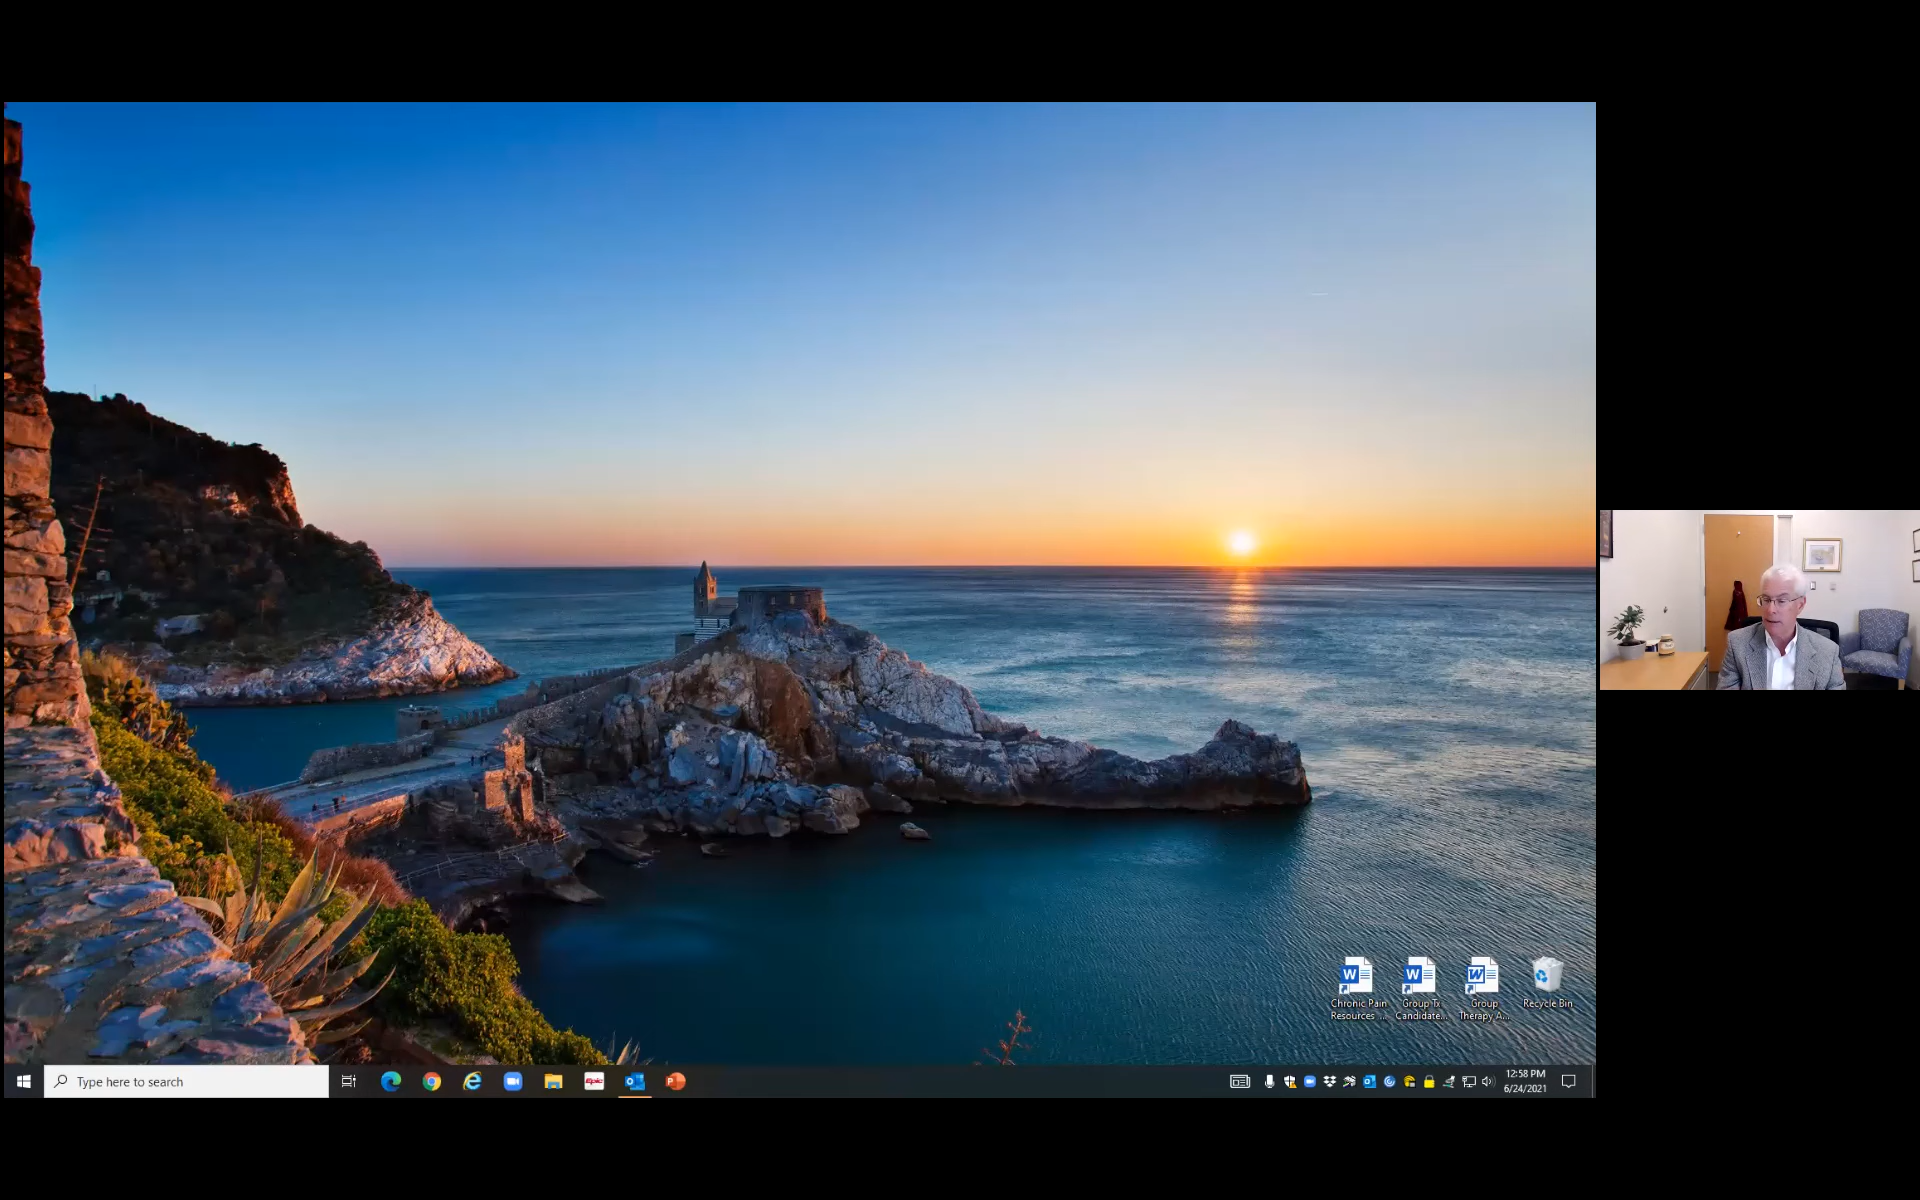 Chronic Pain
Resources ...
Group Tx
Candidate...
Group
Therapy A...
Recycle Bin
Type here to search
Epic
12:58 PM
6/24/2021